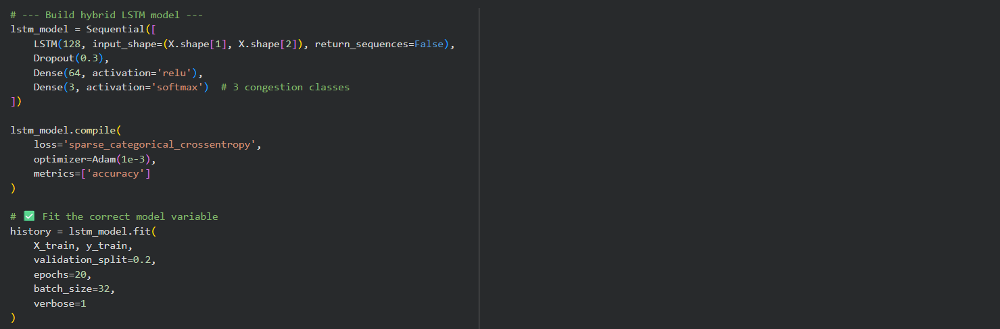 # --- Build hybrid LSTM model ---
lstm_model = Sequential([
    LSTM(128, input_shape=(X.shape[1], X.shape[2]), return_sequences=False),
    Dropout(0.3),
    Dense(64, activation='relu'),
    Dense(3, activation='softmax')  # 3 congestion classes
])

lstm_model.compile(
    loss='sparse_categorical_crossentropy',
    optimizer=Adam(1e-3),
    metrics=['accuracy']
)

# ✅ Fit the correct model variable
history = lstm_model.fit(
    X_train, y_train,
    validation_split=0.2,
    epochs=20,
    batch_size=32,
    verbose=1
)